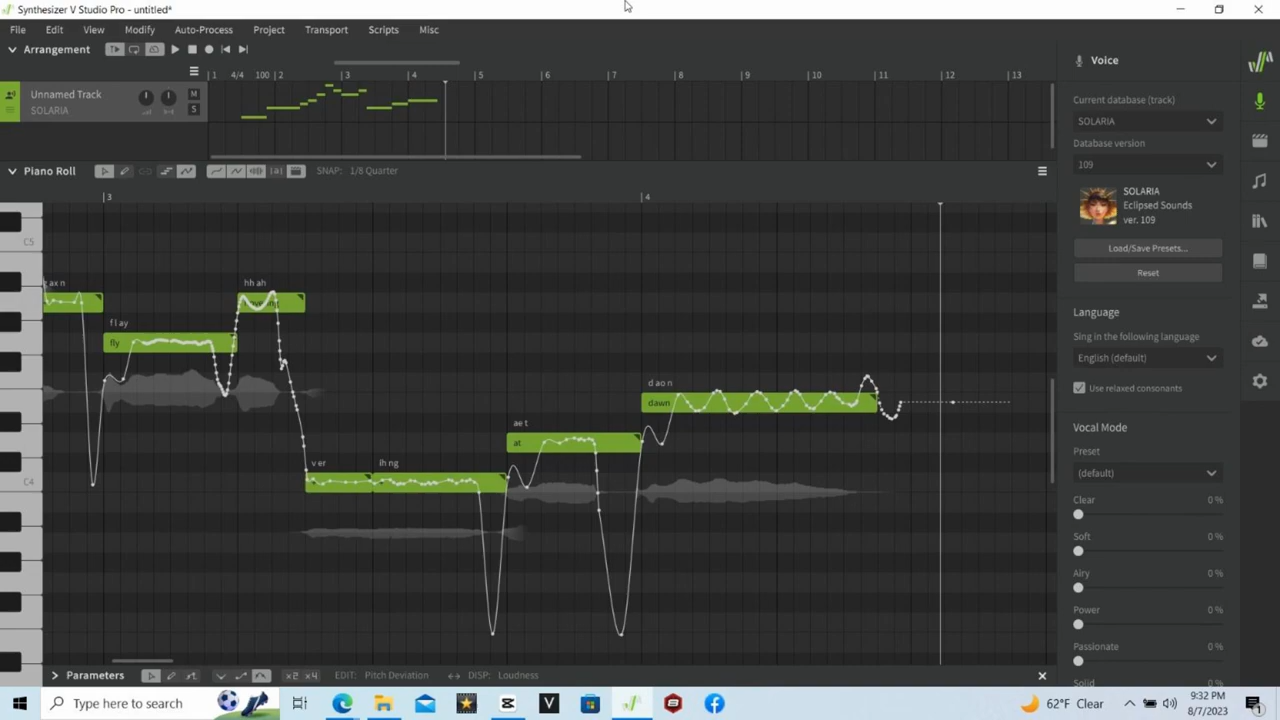 Synthesizer V Studio Pro - untitled*
File Edit View Modify Auto-Process Project Transport Scripts Misc
Arrangement
1 4/4 100 2 3 4 5 6 7 8 9 10 11 12 13
Unnamed Track M
SOLARIA S
Piano Roll SNAP: 1/8 Quarter
3 4
C5
C4
ax n
f l ay
fly
hh ah
v er
ih ng
ae t
at
d ao n
dawn
Parameters x2 x4 EDIT: Pitch Deviation DISP: Loudness
Voice
Current database (track)
SOLARIA
Database version
109
SOLARIA
Eclipsed Sounds
ver. 109
Load/Save Presets...
Reset
Language
Sing in the following language
English (default)
Use relaxed consonants
Vocal Mode
Preset
(default)
Clear 0 %
Soft 0 %
Airy 0 %
Power 0 %
Passionate 0 %
Solid
Type here to search
62°F Clear
9:32 PM
8/7/2023
1